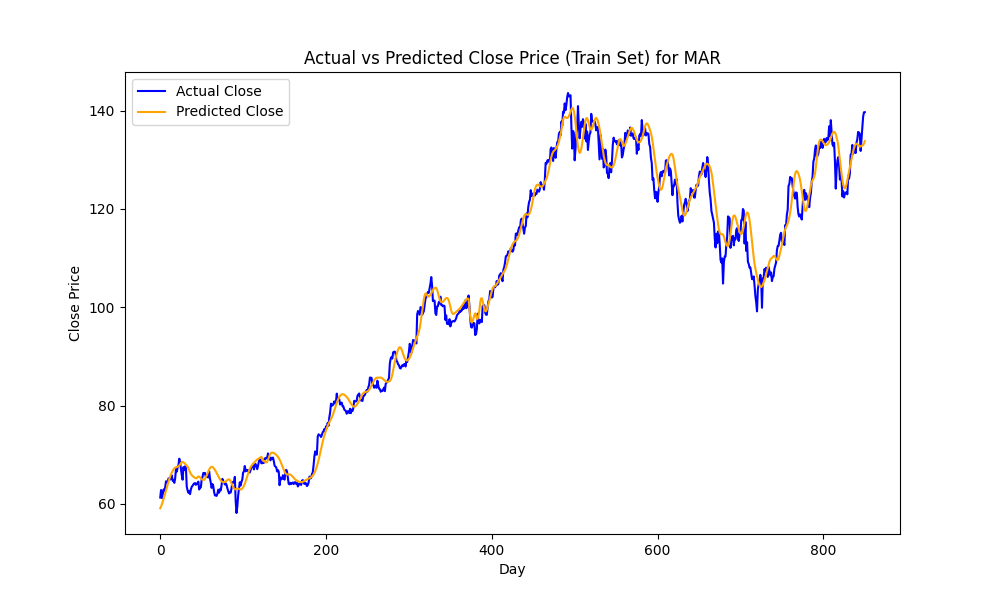 Actual vs Predicted Close Price (Train Set) for MAR
Actual Close
Predicted Close
140
120
100
80
60
Close Price
0 200 400 600 800
Day